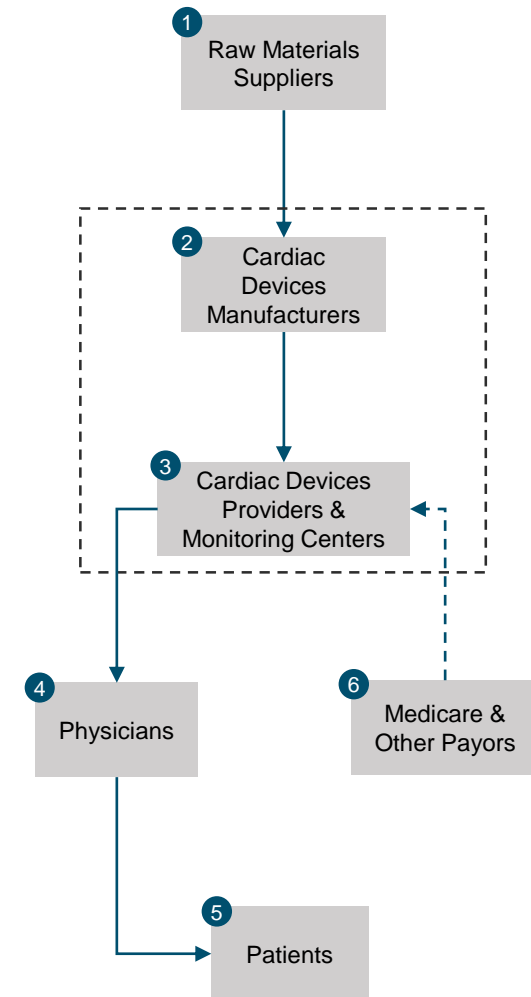 1
Raw Materials
Suppliers
2
Cardiac
Devices
Manufacturers
3
Cardiac Devices
Providers &
Monitoring Centers
4
Physicians
6
Medicare &
Other Payors
5
Patients